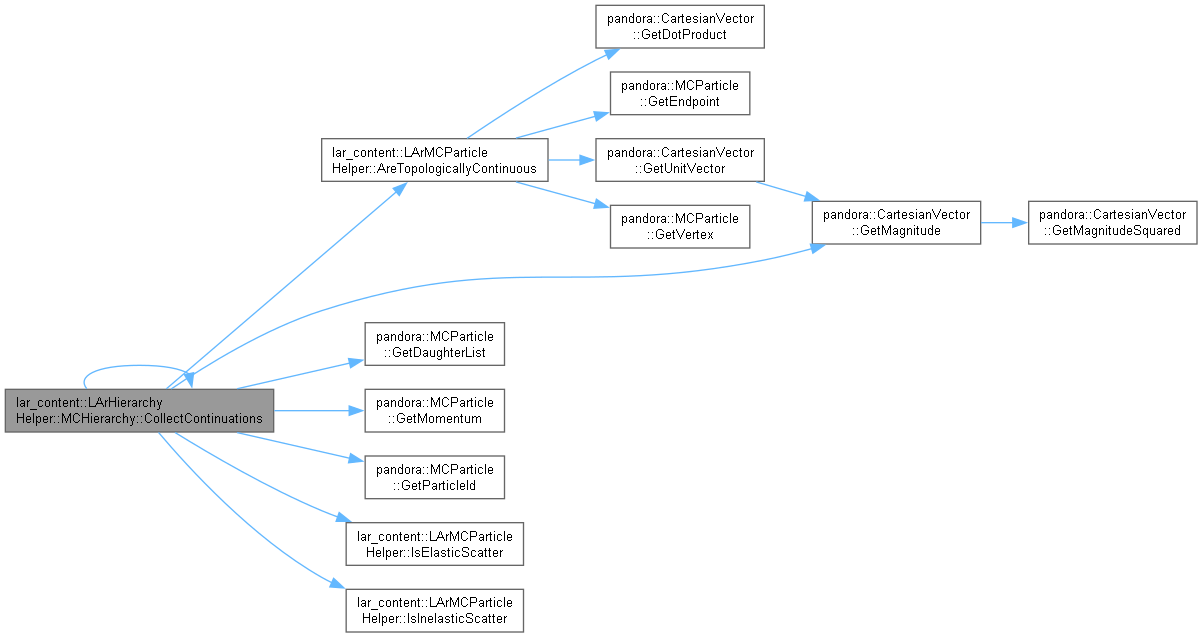 pandora::CartesianVector
::GetDotProduct
pandora::MCParticle
::GetEndpoint
lar_content::LArMCParticle
Helper::AreTopologicallyContinuous
pandora::CartesianVector
::GetUnitVector
pandora::MCParticle
::GetVertex
pandora::CartesianVector
::GetMagnitude
pandora::CartesianVector
::GetMagnitudeSquared
pandora::MCParticle
::GetDaughterList
lar_content::LArHierarchy
Helper::MCHierarchy::CollectContinuations
pandora::MCParticle
::GetMomentum
pandora::MCParticle
::GetParticleId
lar_content::LArMCParticle
Helper::IsElasticScatter
lar_content::LArMCParticle
Helper::IsInelasticScatter